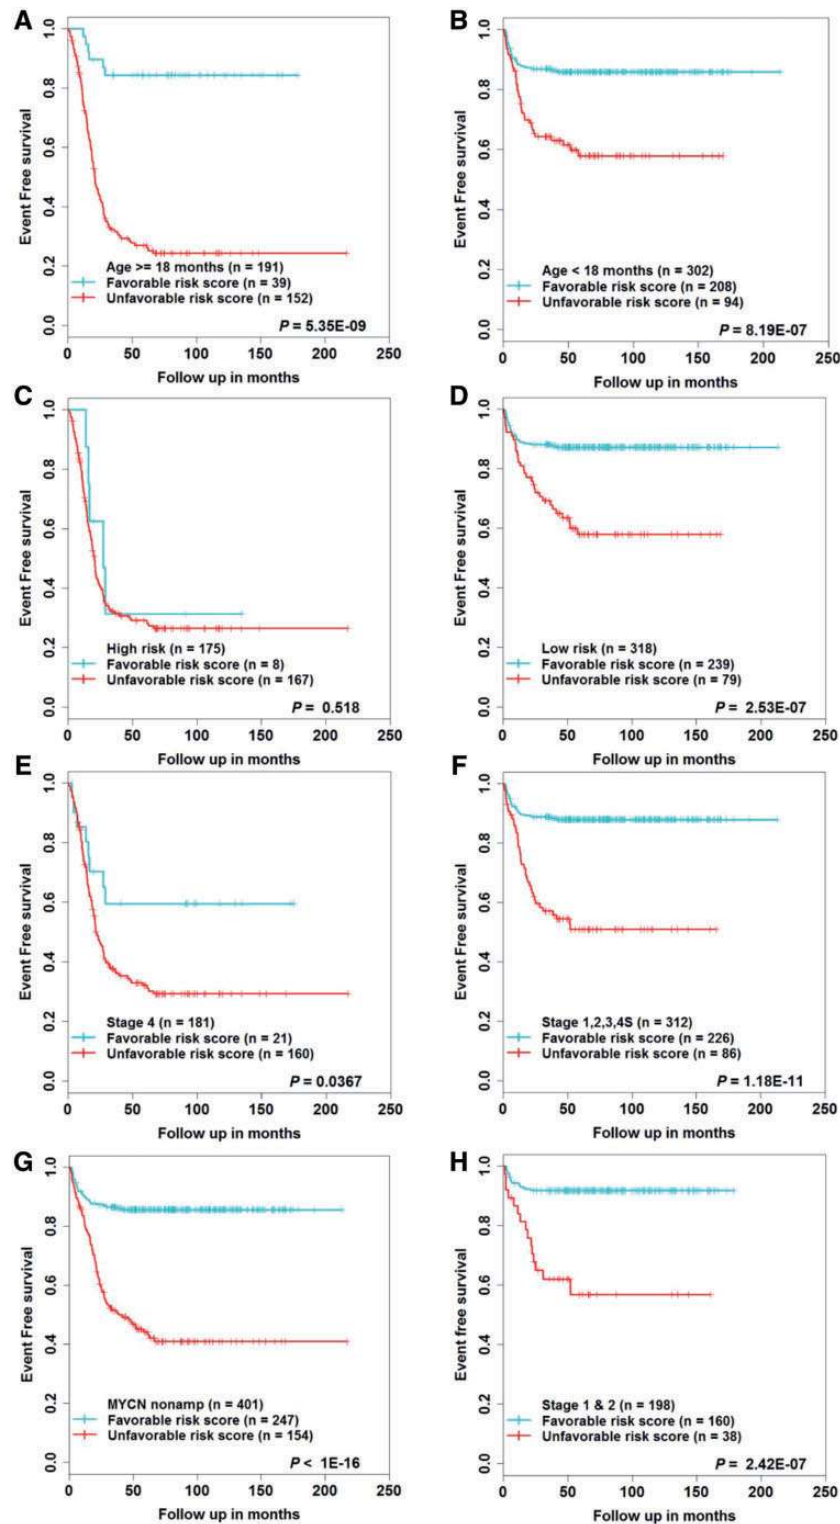 A
Event Free survival
1.0
0.8
0.6
0.4
0.2
0.0
Age >= 18 months (n = 191)
Favorable risk score (n = 39)
Unfavorable risk score (n = 152)
P = 5.35E-09
0 50 100 150 200 250
Follow up in months
B
Event Free survival
1.0
0.8
0.6
0.4
0.2
0.0
Age < 18 months (n = 302)
Favorable risk score (n = 208)
Unfavorable risk score (n = 94)
P = 8.19E-07
0 50 100 150 200 250
Follow up in months
C
Event Free survival
1.0
0.8
0.6
0.4
0.2
0.0
High risk (n = 175)
Favorable risk score (n = 8)
Unfavorable risk score (n = 167)
P = 0.518
0 50 100 150 200 250
Follow up in months
D
Event Free survival
1.0
0.8
0.6
0.4
0.2
0.0
Low risk (n = 318)
Favorable risk score (n = 239)
Unfavorable risk score (n = 79)
P = 2.53E-07
0 50 100 150 200 250
Follow up in months
E
Event Free survival
1.0
0.8
0.6
0.4
0.2
0.0
Stage 4 (n = 181)
Favorable risk score (n = 21)
Unfavorable risk score (n = 160)
P = 0.0367
0 50 100 150 200 250
Follow up in months
F
Event Free survival
1.0
0.8
0.6
0.4
0.2
0.0
Stage 1,2,3,4S (n = 312)
Favorable risk score (n = 226)
Unfavorable risk score (n = 86)
P = 1.18E-11
0 50 100 150 200 250
Follow up in months
G
Event Free survival
1.0
0.8
0.6
0.4
0.2
0.0
MYCN nonamp (n = 401)
Favorable risk score (n = 247)
Unfavorable risk score (n = 154)
P < 1E-16
0 50 100 150 200 250
Follow up in months
H
Event free survival
1.0
0.8
0.6
0.4
0.2
0.0
Stage 1 & 2 (n = 198)
Favorable risk score (n = 160)
Unfavorable risk score (n = 38)
P = 2.42E-07
0 50 100 150 200 250
Follow up in months